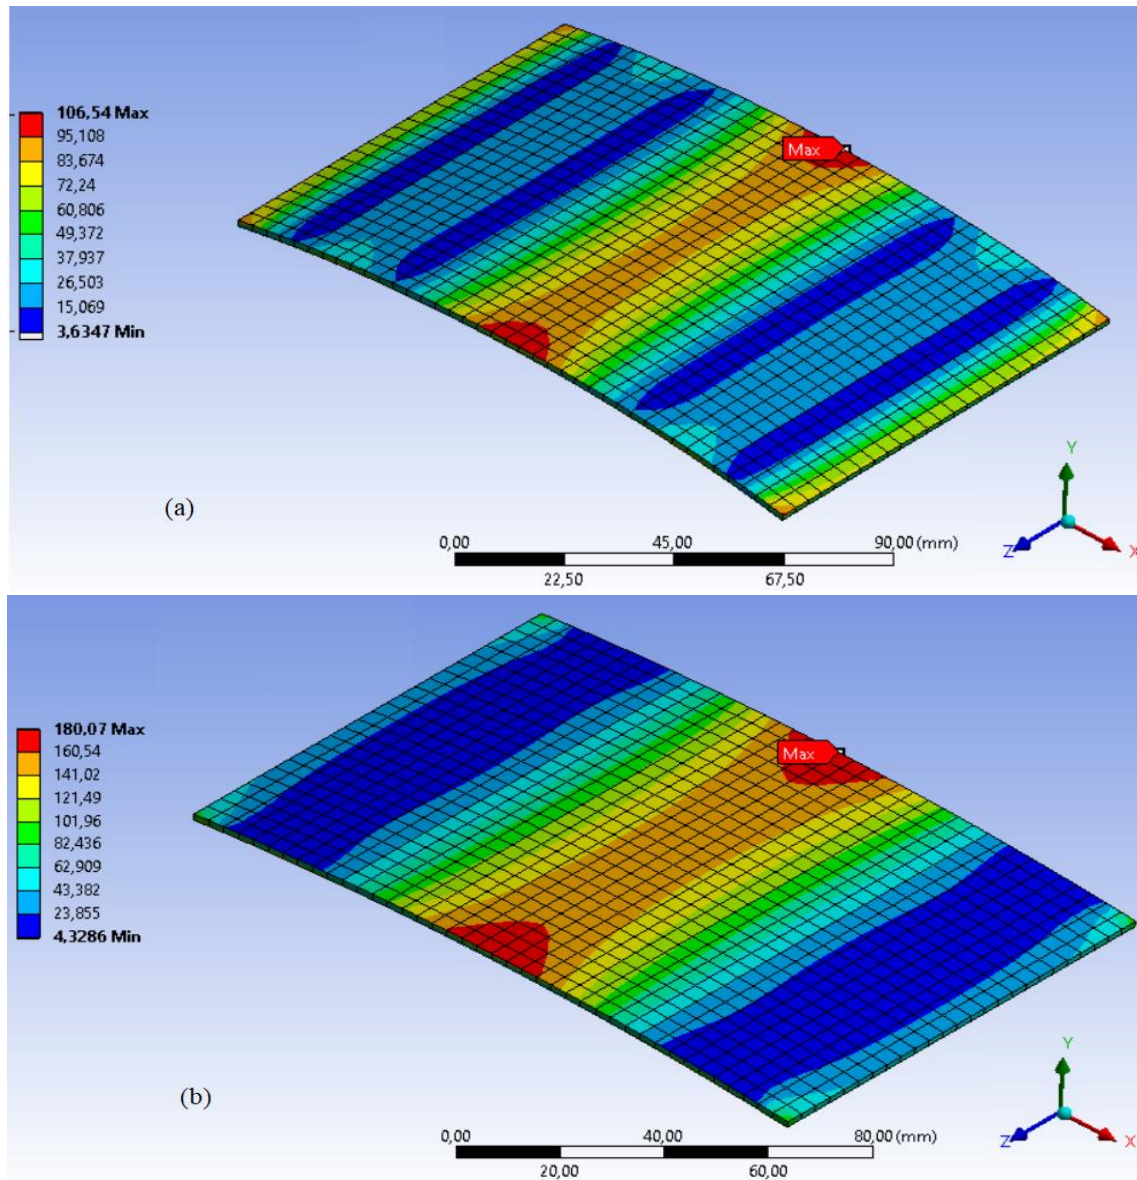 106,54 Max
95,108
83,674
72,24
60,806
49,372
37,937
26,503
15,069
3,6347 Min
Max
(a)
0,00 45,00 90,00 (mm)
22,50 67,50
Y
Z
X
180,07 Max
160,54
141,02
121,49
101,96
82,436
62,909
43,382
23,855
4,3286 Min
Max
(b)
0,00 40,00 80,00 (mm)
20,00 60,00
Y
Z
X